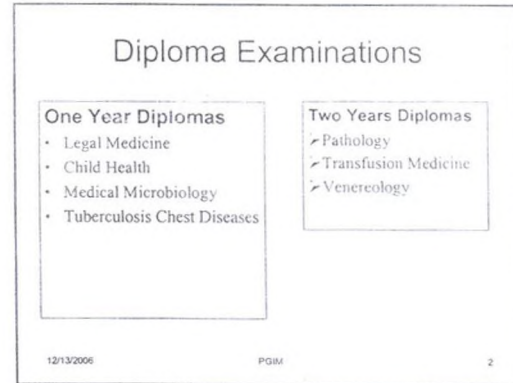 Diploma Examinations
One Year Diplomas
• Legal Medicine
• Child Health
• Medical Microbiology
• Tuberculosis Chest Diseases
Two Years Diplomas
➢Pathology
➢Transfusion Medicine
➢Venereology
12/13/2006 PGIM 2